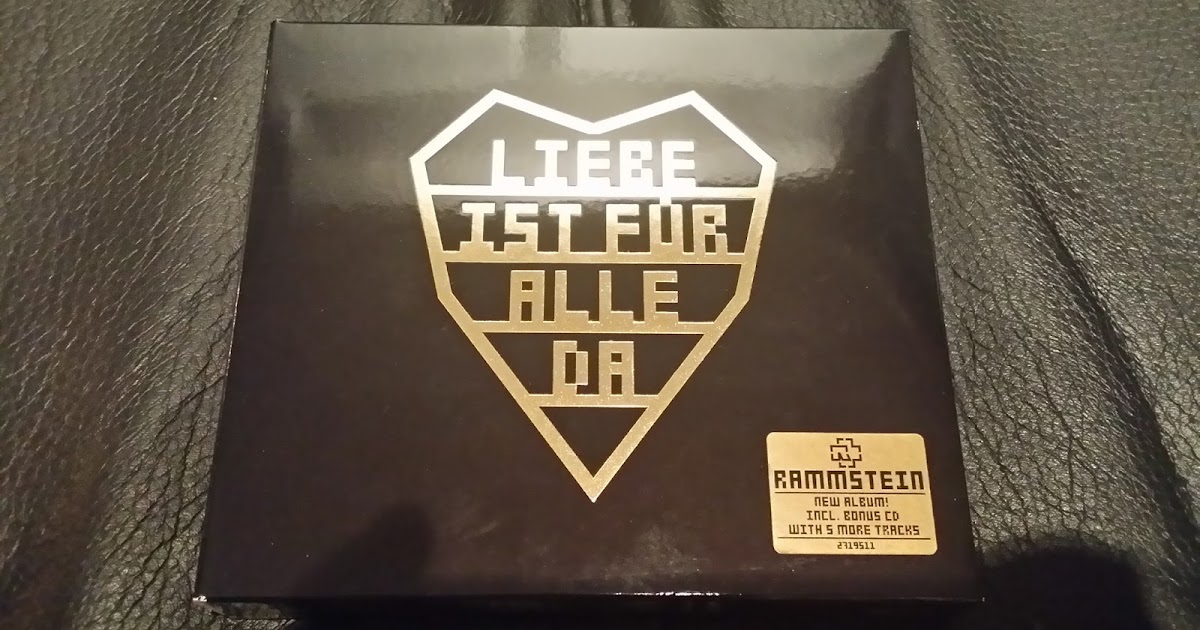 LIEBE
IST FÜR
ALLE
DA
RAMMSTEIN
NEW ALBUM!
INCL. BONUS CD
WITH 5 MORE TRACKS
2719511